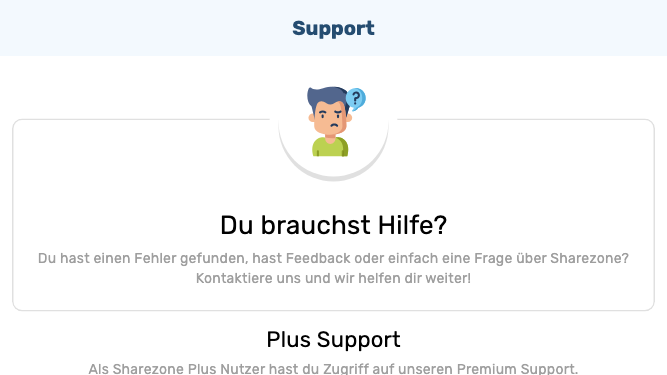 Support
?
Du brauchst Hilfe?
Du hast einen Fehler gefunden, hast Feedback oder einfach eine Frage über Sharezone?
Kontaktiere uns und wir helfen dir weiter!
Plus Support
Als Sharezone Plus Nutzer hast du Zugriff auf unseren Premium Support.